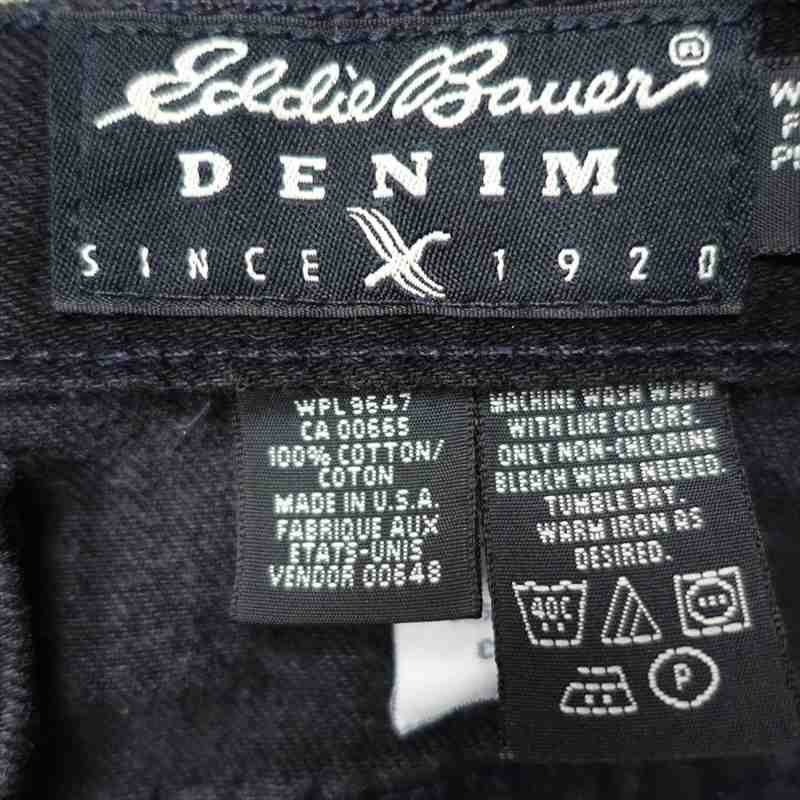 Eddie Bauer ®
DENIM
SINCE 1920
WPL 9647
CA 00665
100% COTTON/
COTON
MADE IN U.S.A.
FABRIQUE AUX
ETATS-UNIS
VENDOR 00848
MACHINE WASH WARM
WITH LIKE COLORS.
ONLY NON-CHLORINE
BLEACH WHEN NEEDED.
TUMBLE DRY.
WARM IRON AS
DESIRED.
40C
P